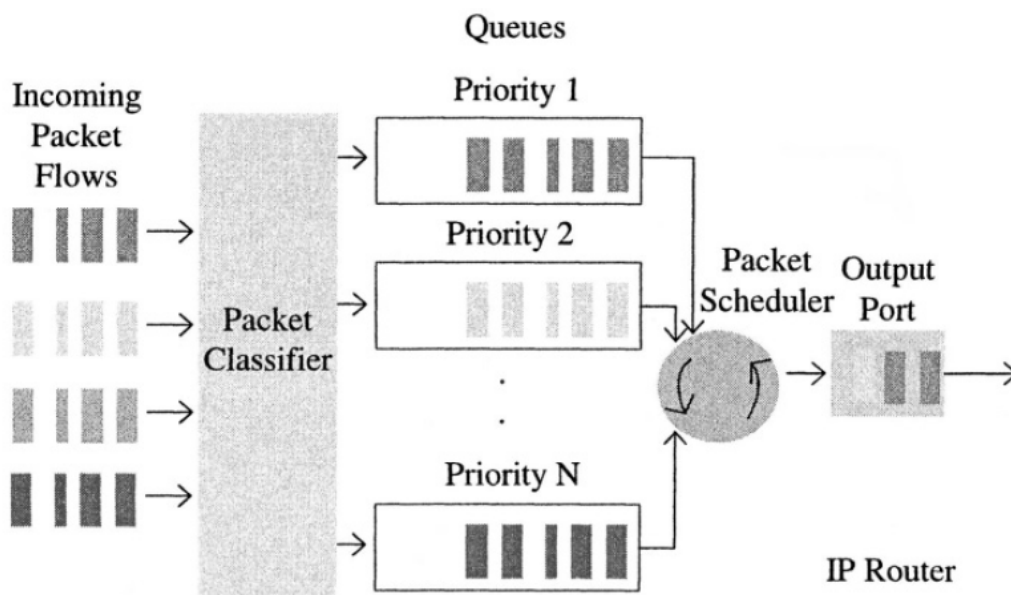 Queues
Incoming
Packet
Flows
Packet
Classifier
Priority 1
Priority 2
.
.
.
Priority N
Packet
Scheduler
Output
Port
IP Router